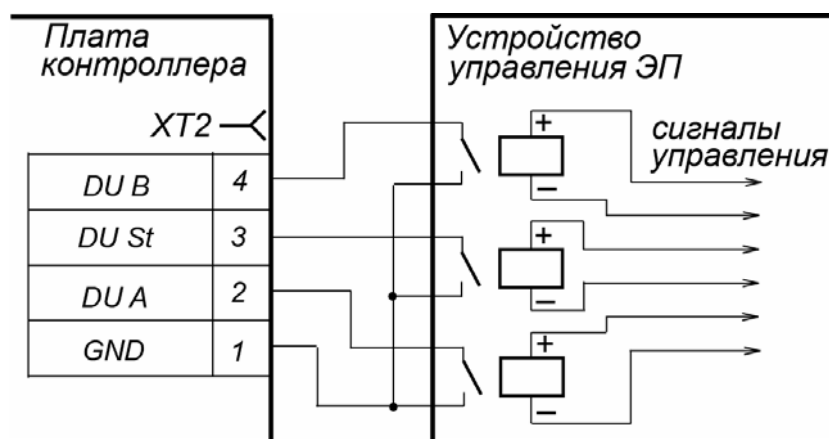 Плата
контроллера
XT2
DU B 4
DU St 3
DU A 2
GND 1
Устройство
управления ЭП
сигналы
управления
+
−
+
−
+
−